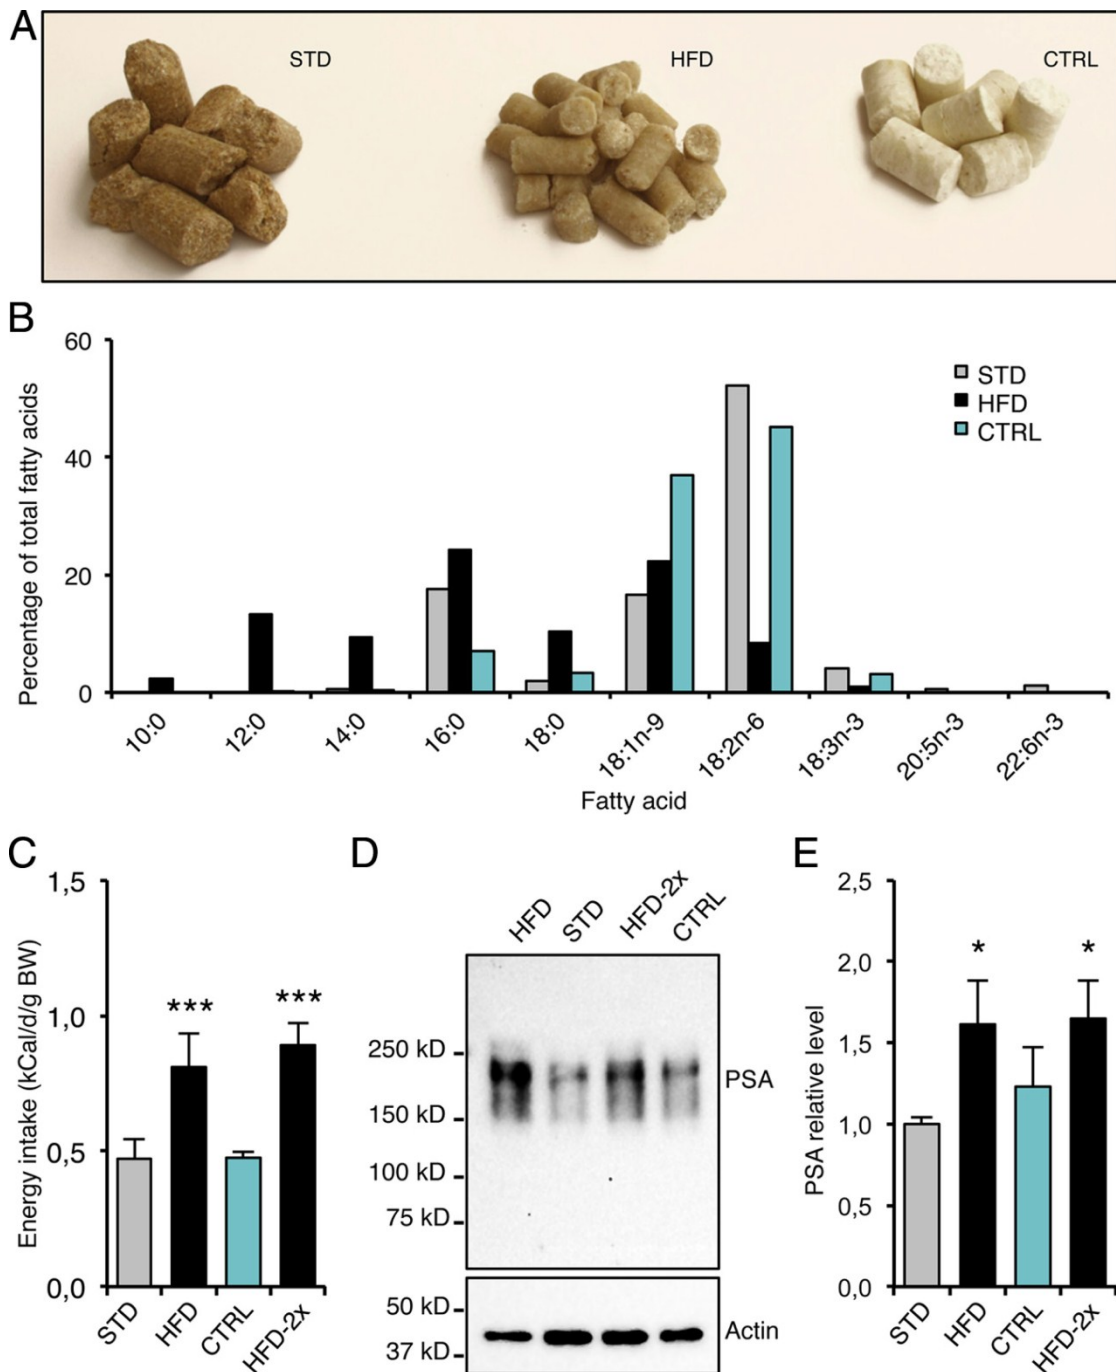 A
STD
HFD
CTRL
B
60
40
20
0
Percentage of total fatty acids
STD
HFD
CTRL
10:0
12:0
14:0
16:0
18:0
18:1n-9
18:2n-6
18:3n-3
20:5n-3
22:6n-3
Fatty acid
C
1,5
1,0
0,5
0,0
Energy intake (kCal/d/g BW)
***
***
STD
HFD
CTRL
HFD-2x
D
HFD
STD
HFD-2x
CTRL
250 kD
150 kD
100 kD
75 kD
PSA
50 kD
37 kD
Actin
E
2,5
2,0
1,5
1,0
0,5
0,0
PSA relative level
*
*
STD
HFD
CTRL
HFD-2x